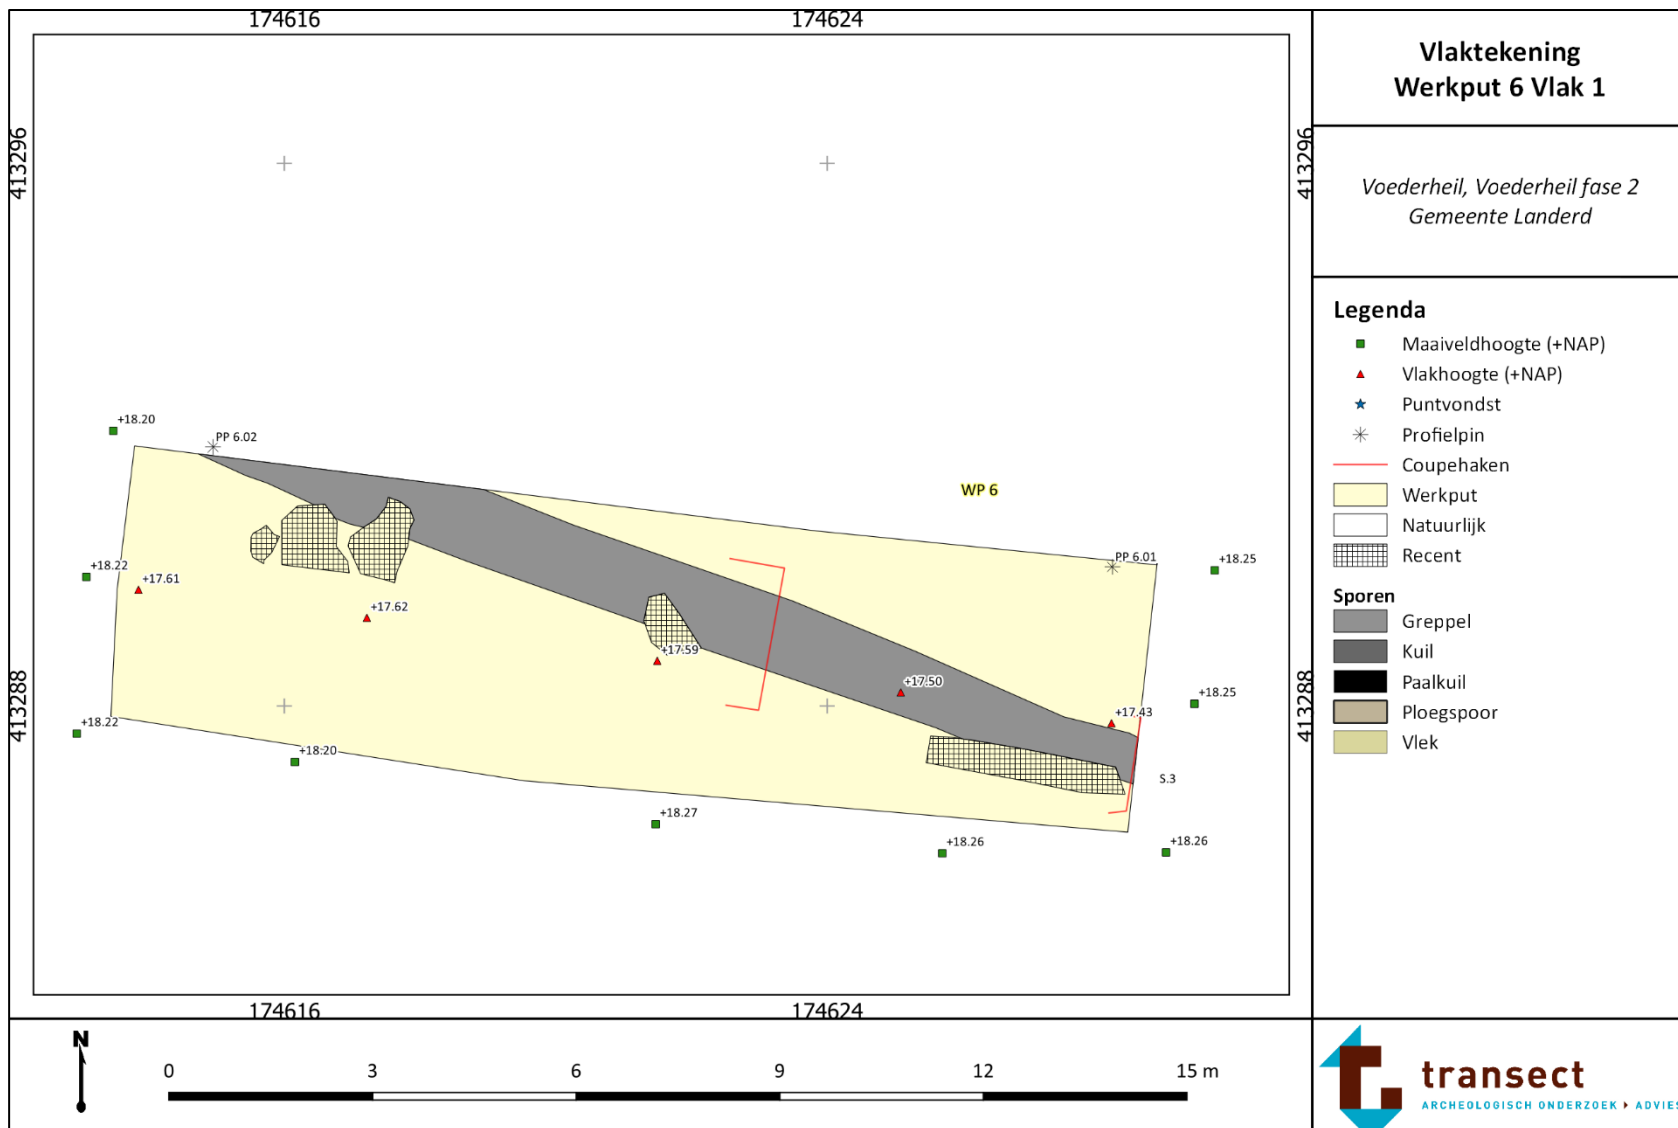 174616
174624
413296
413296
+18.20
PP 6.02
WP 6
PP 6.01
+18.25
+18.22
+17.61
+17.62
+17.59
+17.50
+18.25
+17.43
413288
413288
+18.22
+18.20
S.3
+18.27
+18.26
+18.26
174616
174624
N
0
3
6
9
12
15 m
Vlaktekening
Werkput 6 Vlak 1
Voederheil, Voederheil fase 2
Gemeente Landerd
Legenda
Maaiveldhoogte (+NAP)
Vlakhoogte (+NAP)
Puntvondst
Profielpin
Coupehaken
Werkput
Natuurlijk
Recent
Sporen
Greppel
Kuil
Paalkuil
Ploegspoor
Vlek
transect
ARCHEOLOGISCH ONDERZOEK ▸ ADVIES